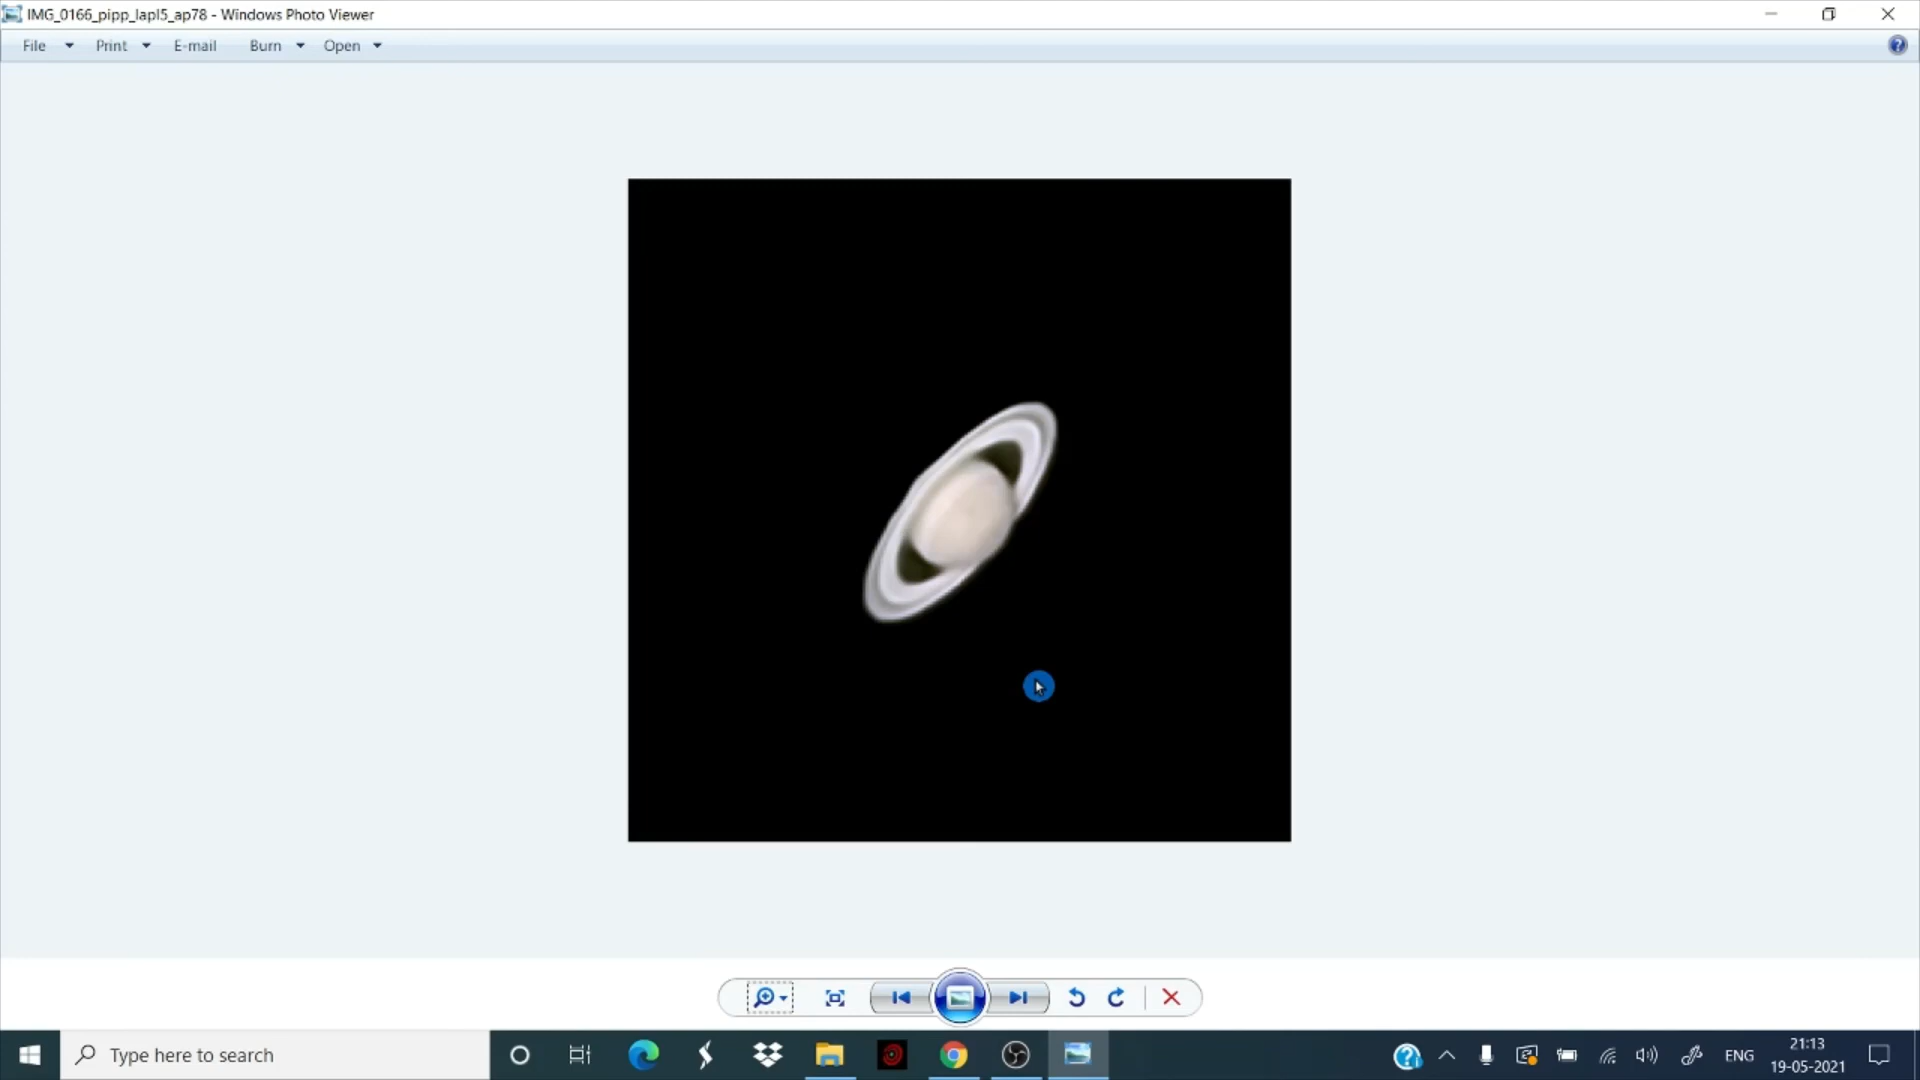 IMG_0166_pipp_lapl5_ap78 - Windows Photo Viewer
File Print E-mail Burn Open
Type here to search
ENG
21:13
19-05-2021